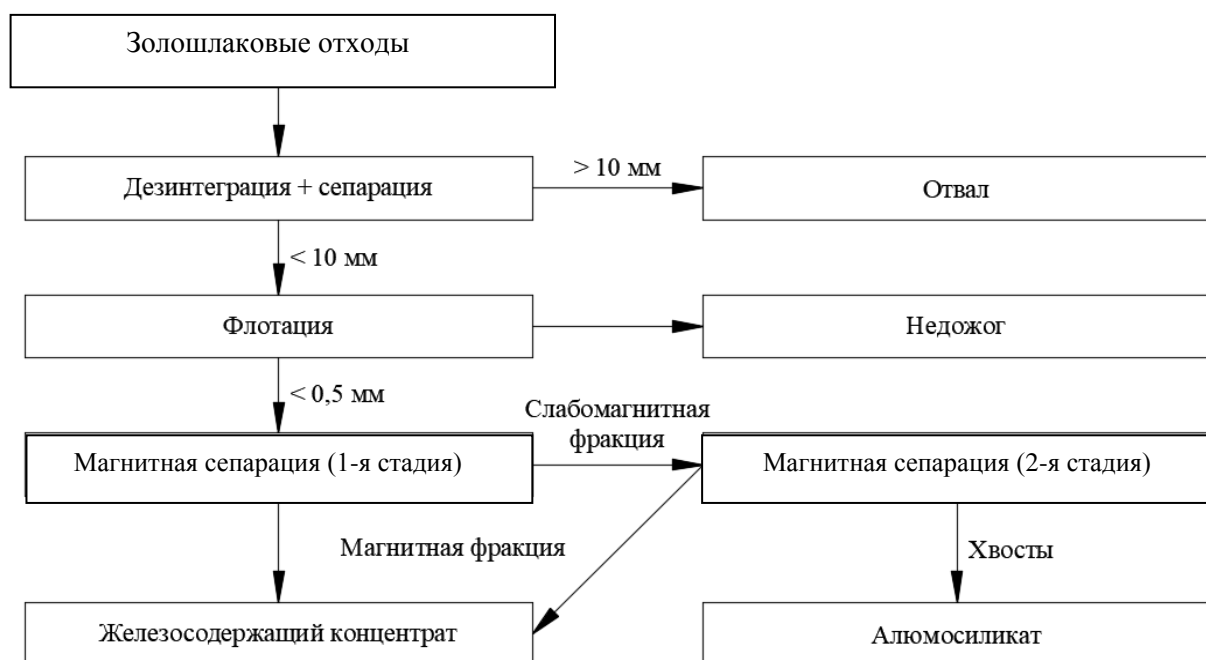 Золошлаковые отходы
> 10 мм
Дезинтеграция + сепарация
Отвал
< 10 мм
Флотация
Недожог
< 0,5 мм
Слабомагнитная
фракция
Магнитная сепарация (1-я стадия)
Магнитная сепарация (2-я стадия)
Магнитная фракция
Хвосты
Железосодержащий концентрат
Алюмосиликат